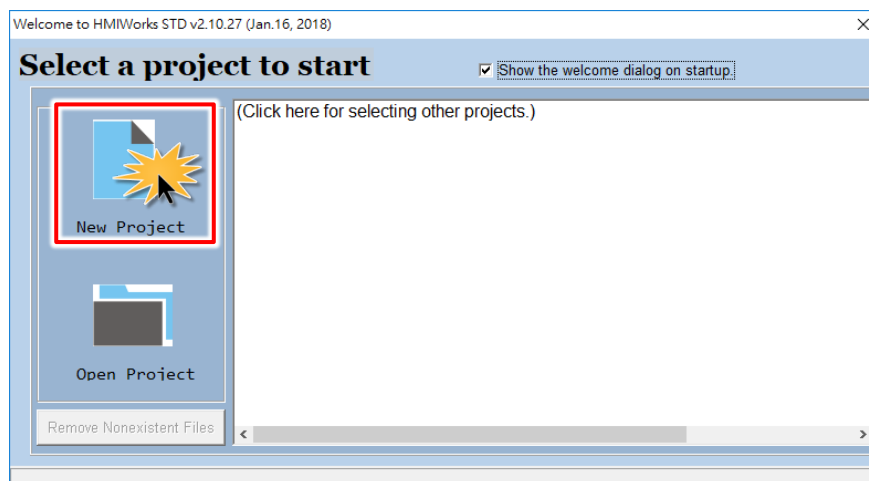 Welcome to HMIWorks STD v2.10.27 (Jan.16, 2018)
Select a project to start
Show the welcome dialog on startup.
(Click here for selecting other projects.)
New Project
Open Project
Remove Nonexistent Files